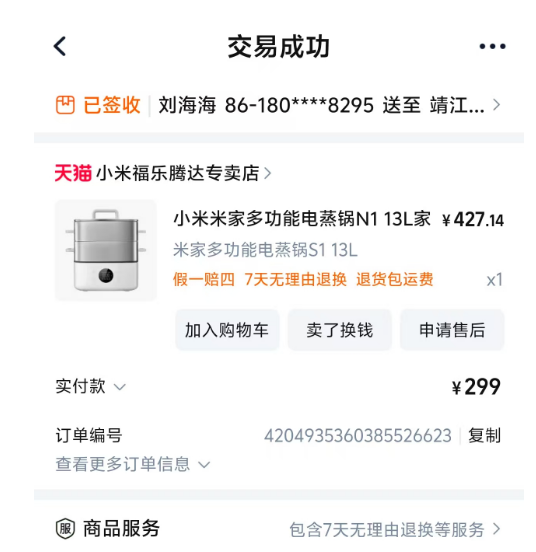 交易成功
已签收 刘海海 86-180****8295 送至 靖江...
天猫 小米福乐腾达专卖店
小米米家多功能电蒸锅N1 13L家 ¥427.14
米家多功能电蒸锅S1 13L
假一赔四 7天无理由退换 退货包运费 x1
加入购物车 卖了换钱 申请售后
实付款 ¥299
订单编号 4204935360385526623 复制
查看更多订单信息
服 商品服务 包含7天无理由退换等服务